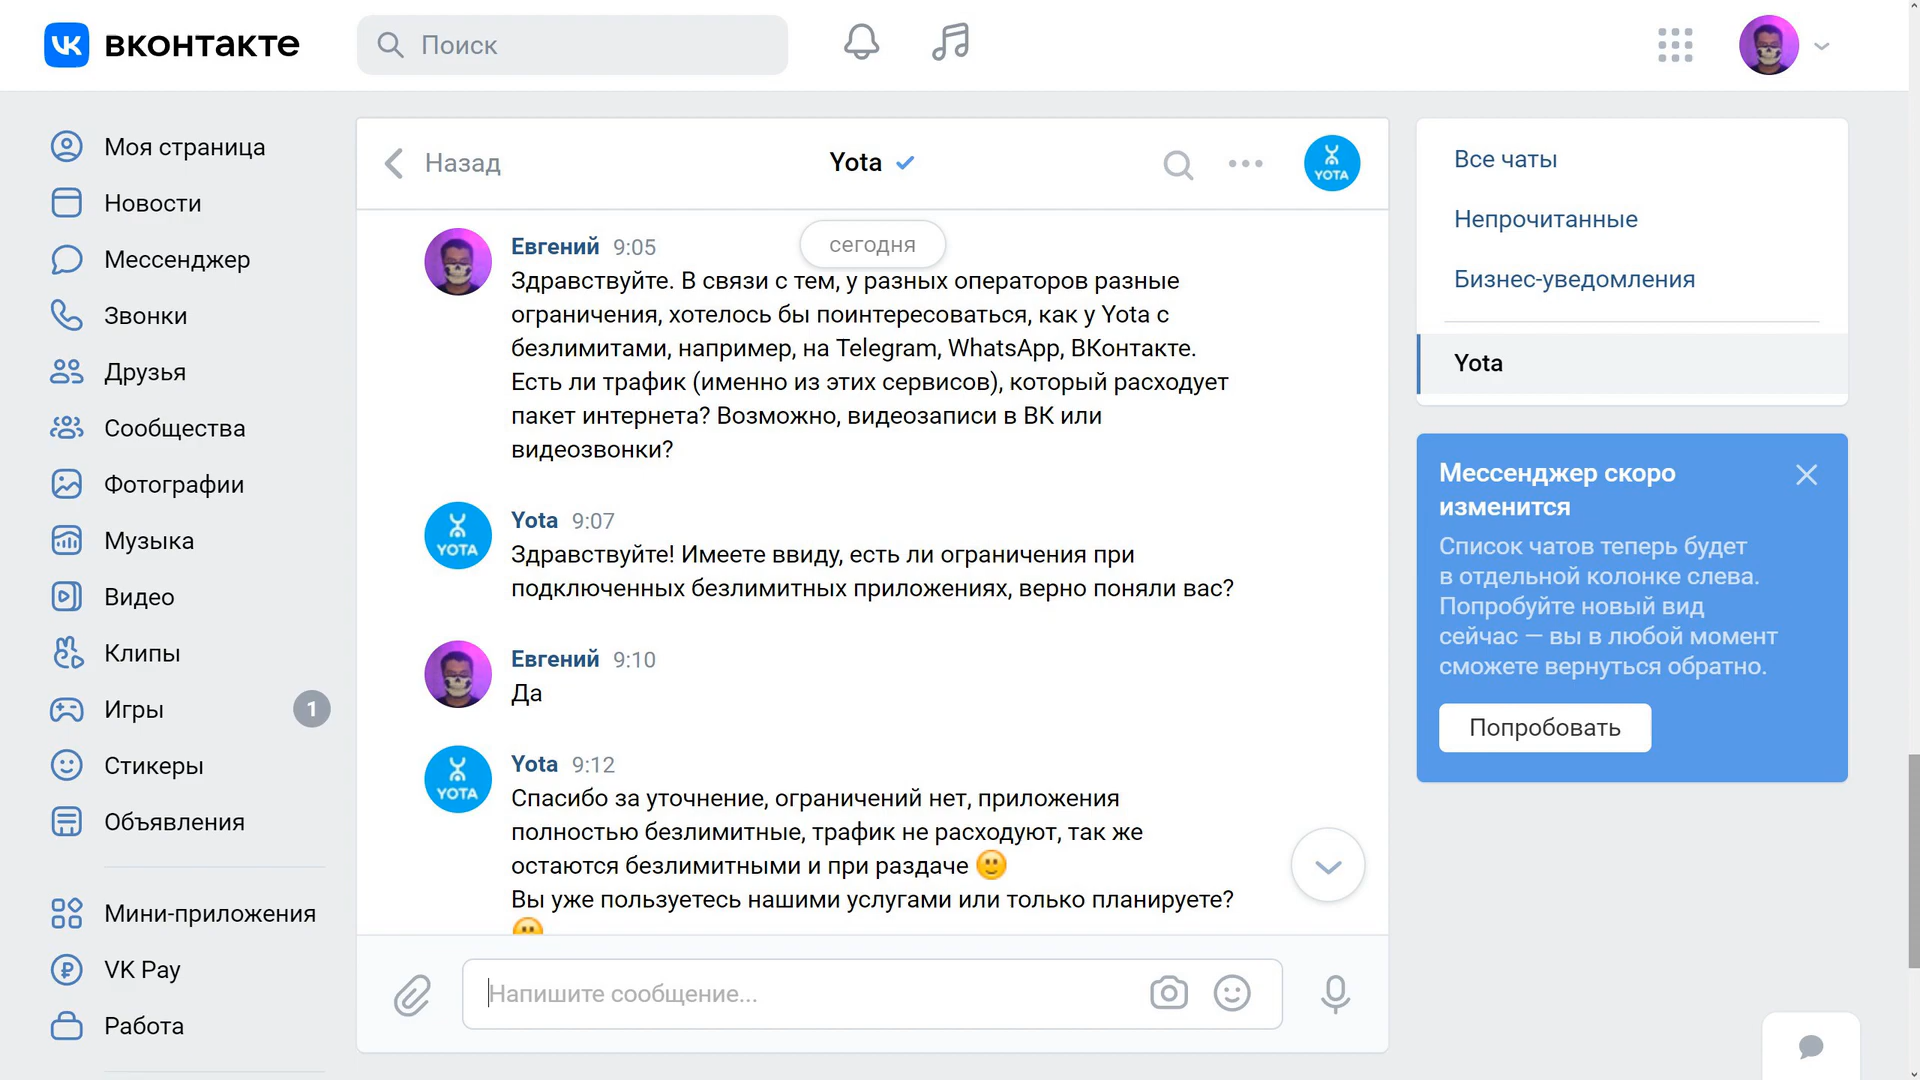 вконтакте
Поиск
Моя страница
Новости
Мессенджер
Звонки
Друзья
Сообщества
Фотографии
Музыка
Видео
Клипы
Игры
1
Стикеры
Объявления
Мини-приложения
VK Pay
Работа
Назад
Yota
YOTA
сегодня
Евгений 9:05
Здравствуйте. В связи с тем, у разных операторов разные
ограничения, хотелось бы поинтересоваться, как у Yota с
безлимитами, например, на Telegram, WhatsApp, ВКонтакте.
Есть ли трафик (именно из этих сервисов), который расходует
пакет интернета? Возможно, видеозаписи в ВК или
видеозвонки?
YOTA
Yota 9:07
Здравствуйте! Имеете ввиду, есть ли ограничения при
подключенных безлимитных приложениях, верно поняли вас?
Евгений 9:10
Да
YOTA
Yota 9:12
Спасибо за уточнение, ограничений нет, приложения
полностью безлимитные, трафик не расходуют, так же
остаются безлимитными и при раздаче 🙂
Вы уже пользуетесь нашими услугами или только планируете?
Напишите сообщение...
Все чаты
Непрочитанные
Бизнес-уведомления
Yota
Мессенджер скоро
изменится
Список чатов теперь будет
в отдельной колонке слева.
Попробуйте новый вид
сейчас — вы в любой момент
сможете вернуться обратно.
Попробовать